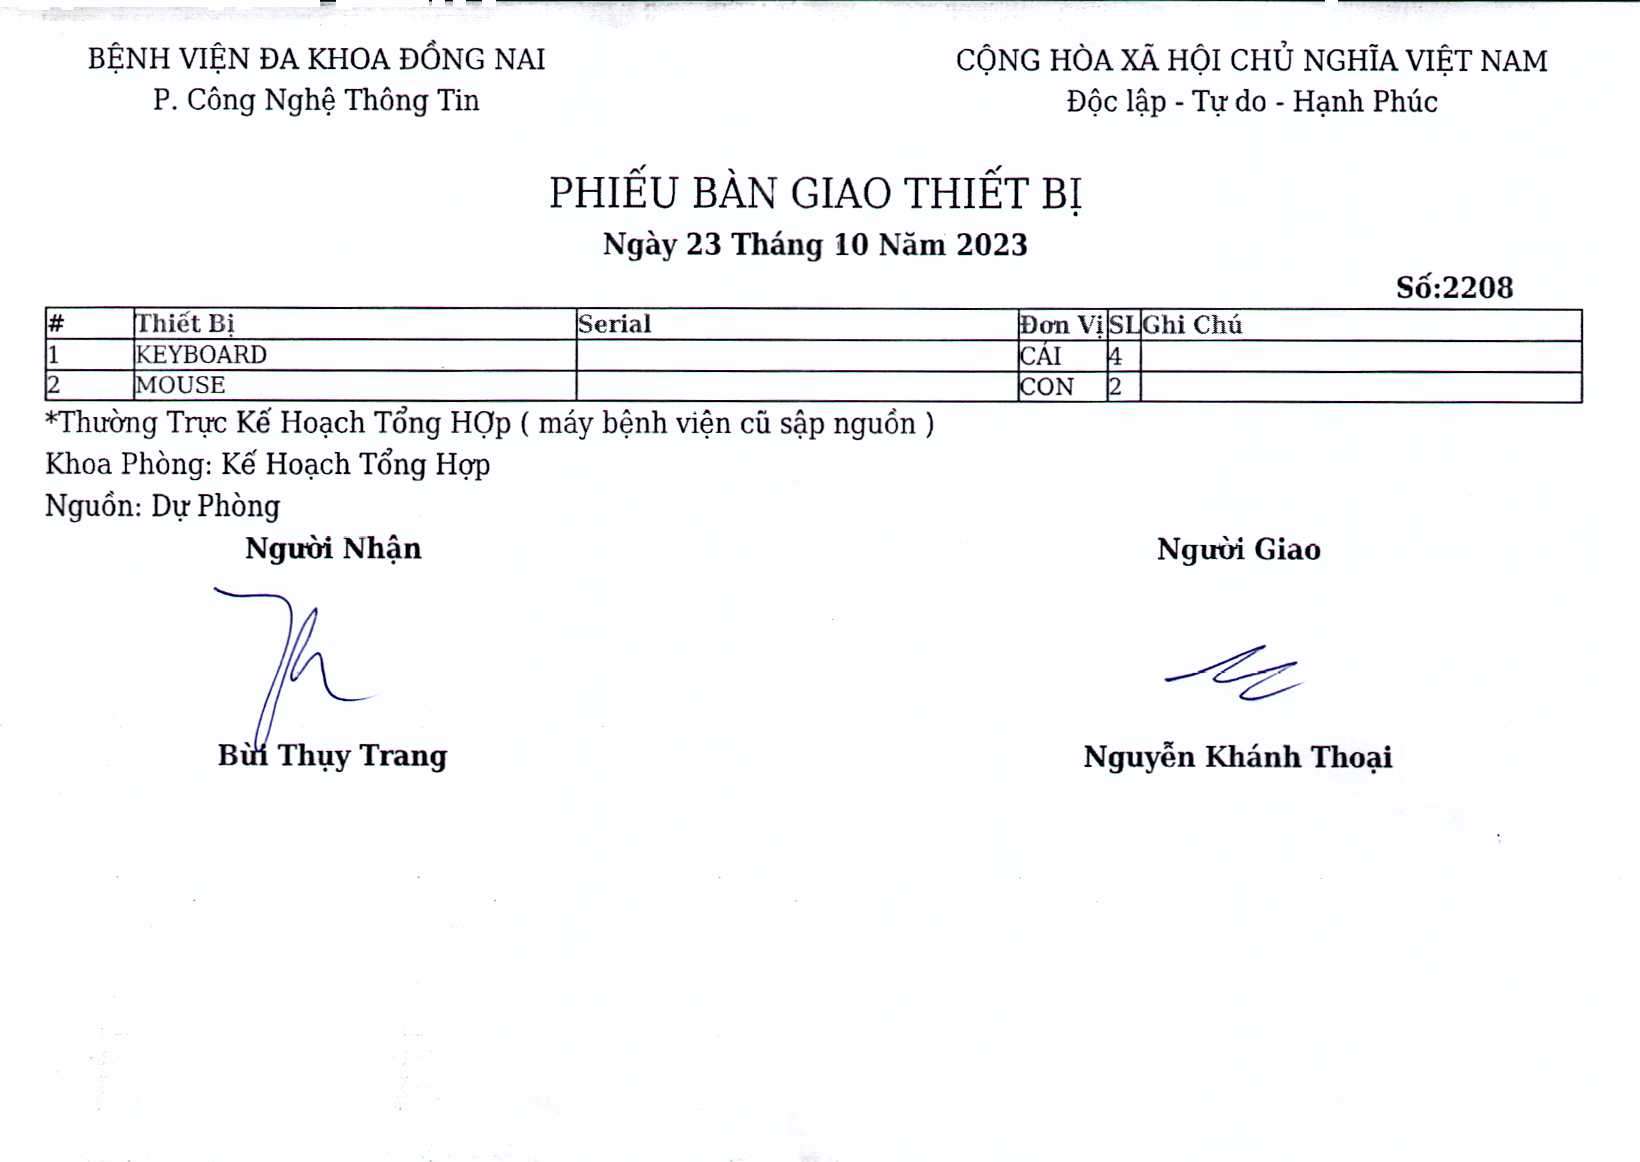 BỆNH VIỆN ĐA KHOA ĐỒNG NAI
P. Công Nghệ Thông Tin
CỘNG HÒA XÃ HỘI CHỦ NGHĨA VIỆT NAM
Độc lập - Tự do - Hạnh Phúc
PHIẾU BÀN GIAO THIẾT BỊ
Ngày 23 Tháng 10 Năm 2023
Số:2208
# Thiết Bị Serial Đơn Vị SL Ghi Chú
1 KEYBOARD CÁI 4
2 MOUSE CON 2
*Thường Trực Kế Hoạch Tổng HỢp ( máy bệnh viện cũ sập nguồn )
Khoa Phòng: Kế Hoạch Tổng Hợp
Nguồn: Dự Phòng
Người Nhận Người Giao
Bùi Thụy Trang Nguyễn Khánh Thoại